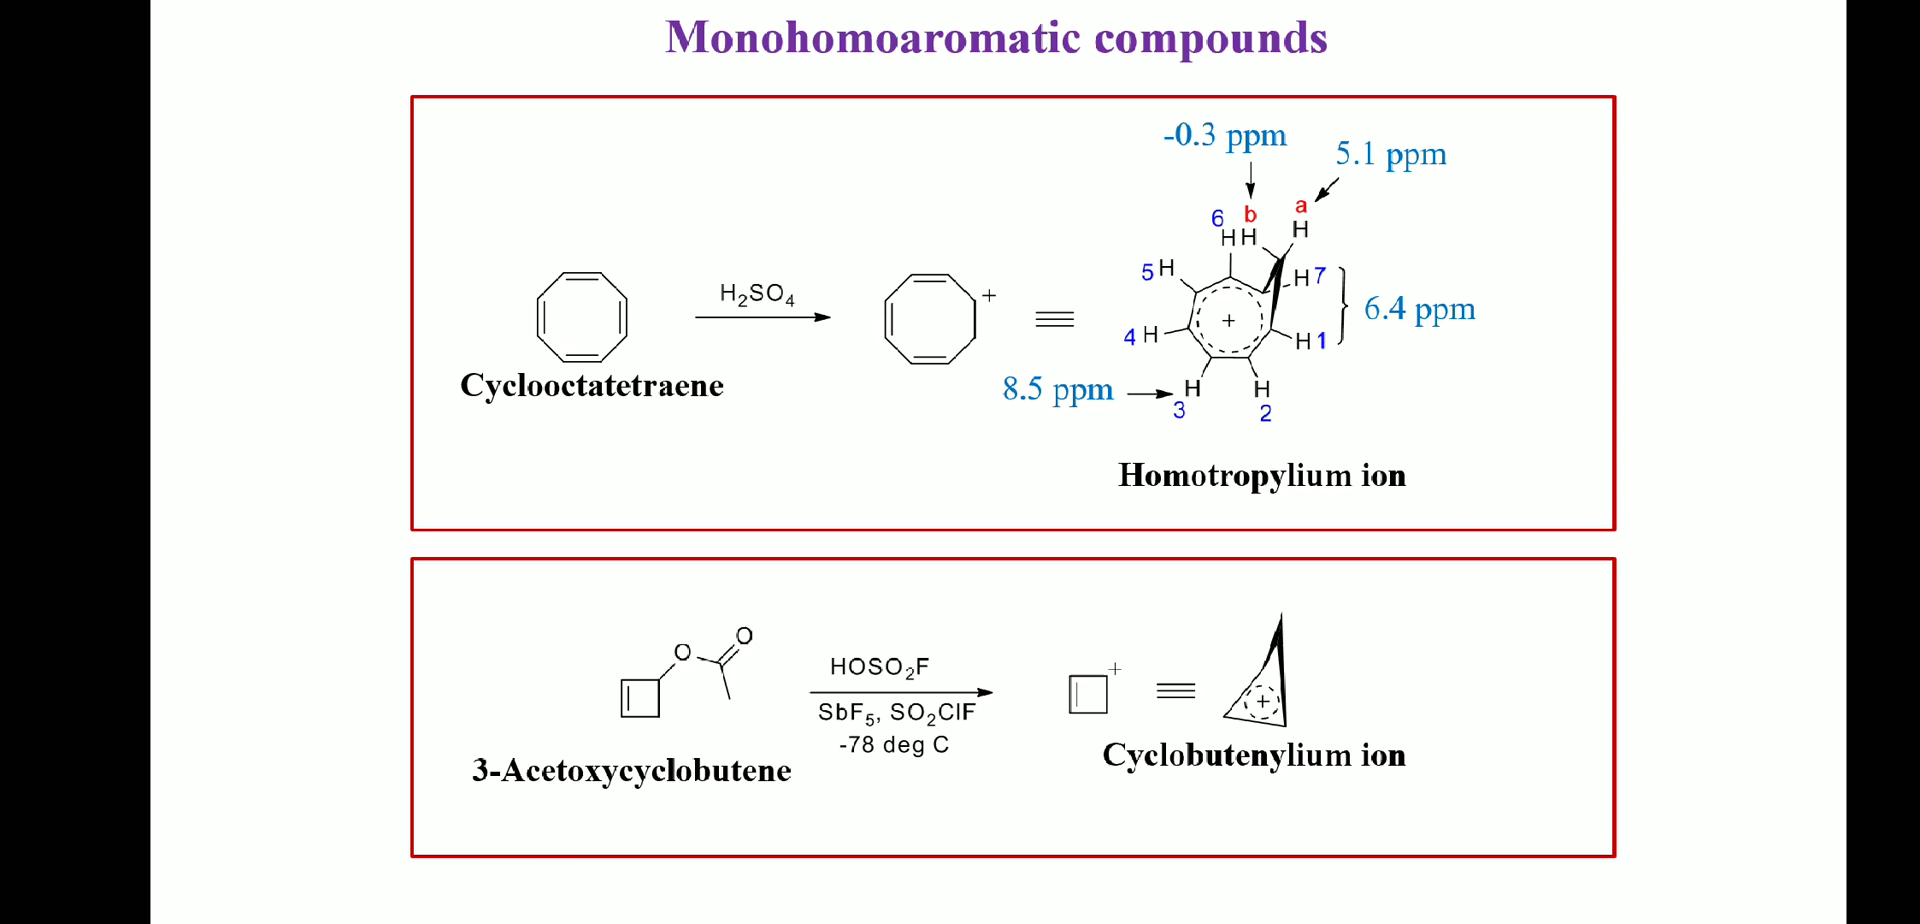 Monohomoaromatic compounds
-0.3 ppm
5.1 ppm
6 b a
H H H
5 H
H 7
H₂SO₄
+
+
6.4 ppm
4 H
H 1
Cyclooctatetraene
8.5 ppm
H H
3 2
Homotropylium ion
O
O
HOSO₂F
+
SbF₅, SO₂ClF
+
-78 deg C
3-Acetoxycyclobutene
Cyclobutenylium ion